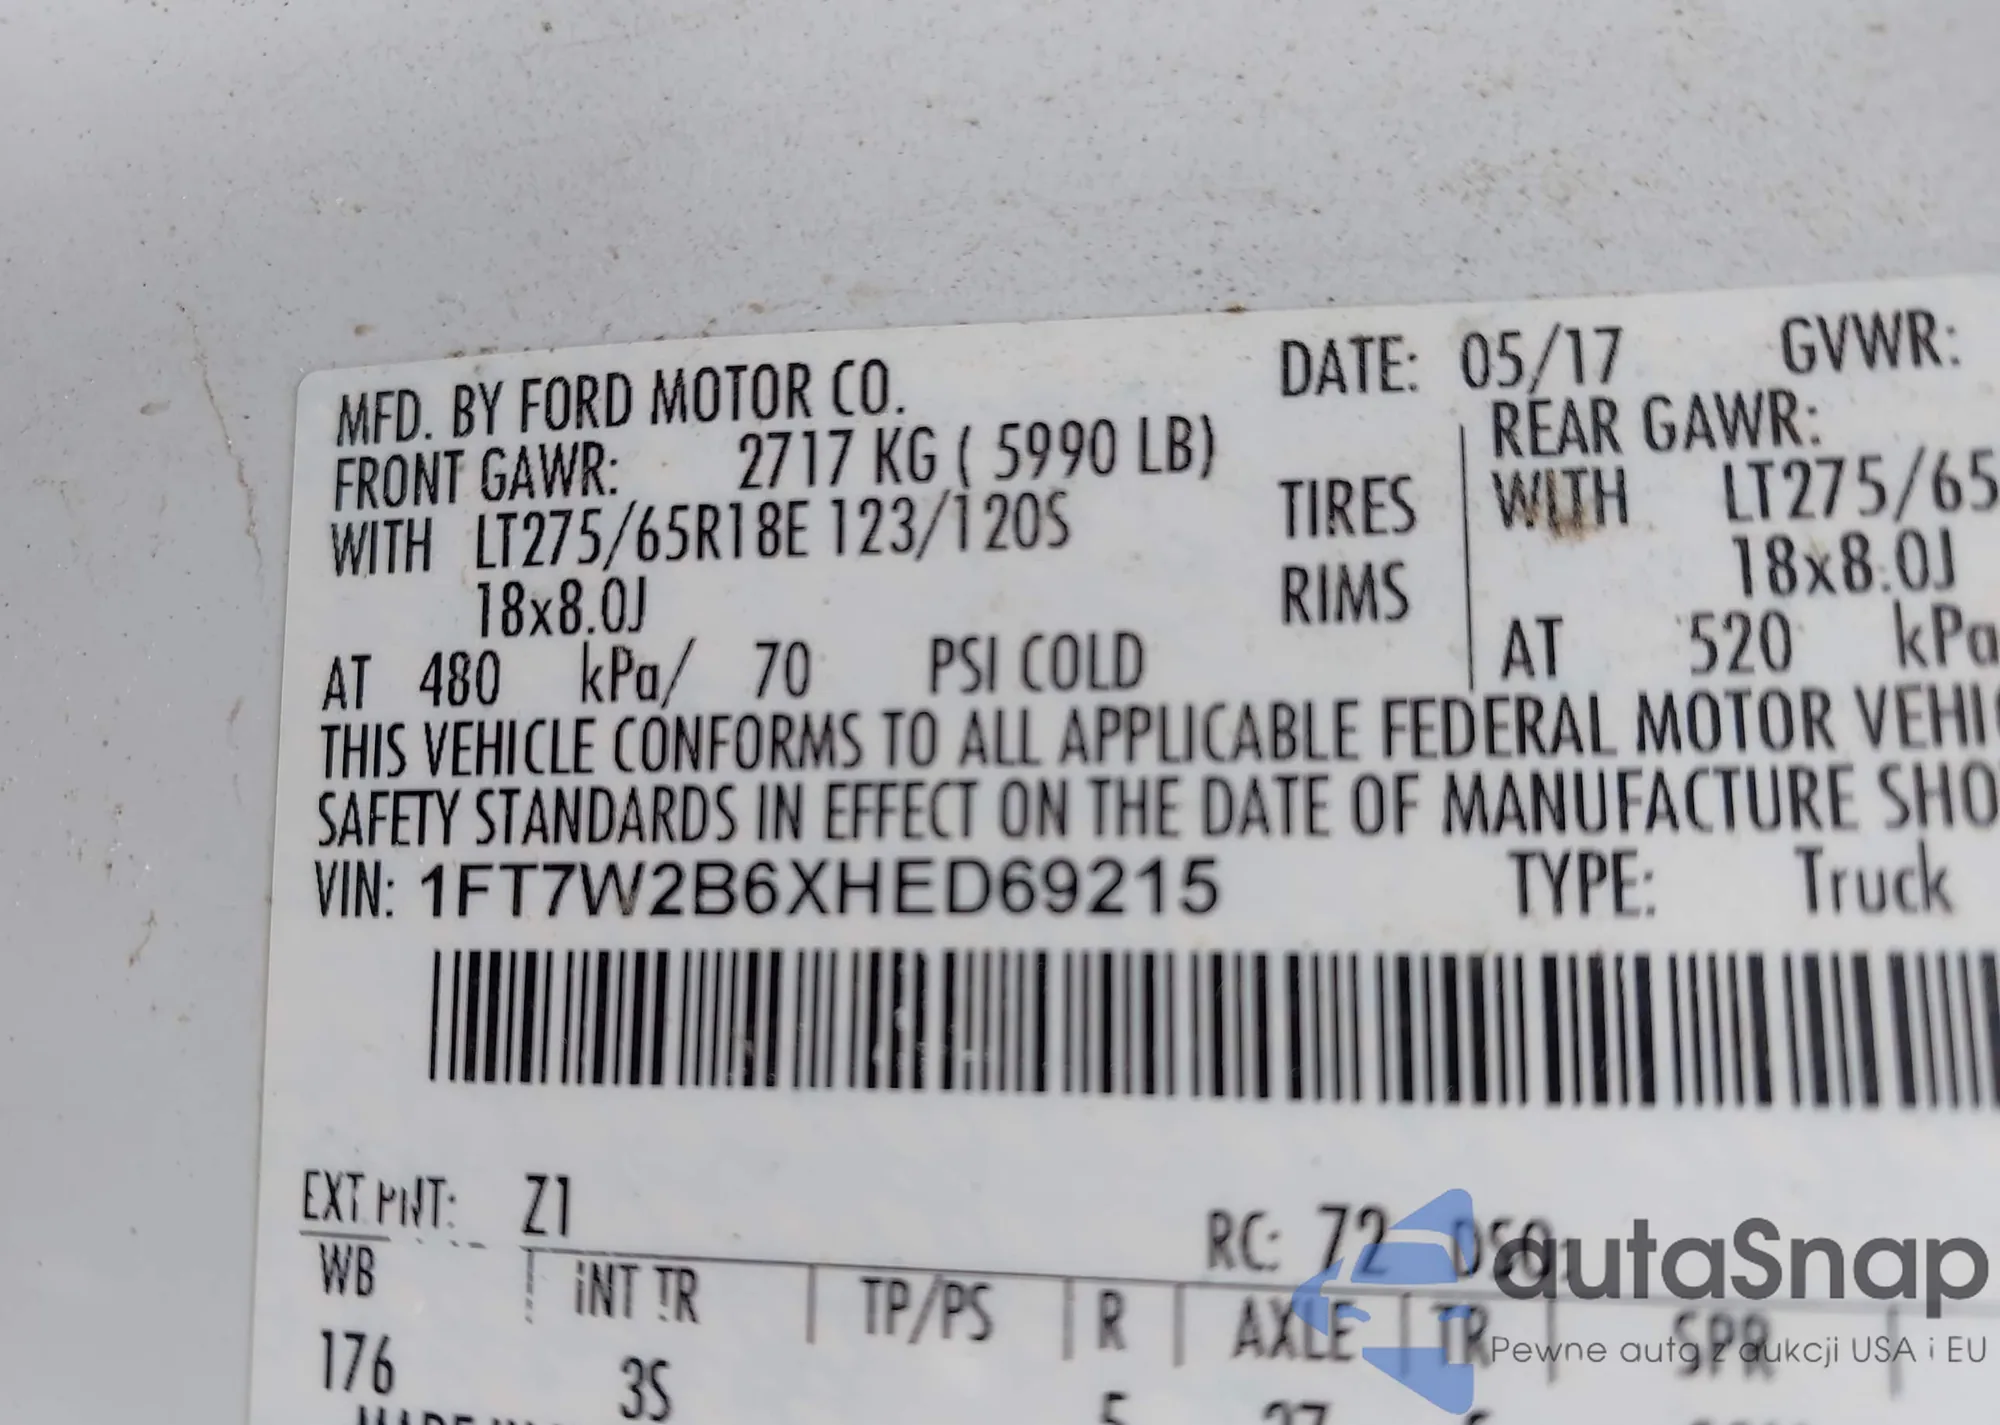 MFD. BY FORD MOTOR CO. DATE: 05/17 GVWR:
FRONT GAWR: 2717 KG ( 5990 LB) REAR GAWR:
WITH LT275/65R18E 123/120S TIRES WITH LT275/65
18x8.0J RIMS 18x8.0J
AT 480 kPa/ 70 PSI COLD AT 520 kPa
THIS VEHICLE CONFORMS TO ALL APPLICABLE FEDERAL MOTOR VEHIC
SAFETY STANDARDS IN EFFECT ON THE DATE OF MANUFACTURE SHO
VIN: 1FT7W2B6XHED69215 TYPE: Truck
EXT PNT: Z1 RC: 72 DSO:
WB INT TR TP/PS R AXLE TR SPR
176 3S 5 37
autaSnap
Pewne auta z aukcji USA i EU